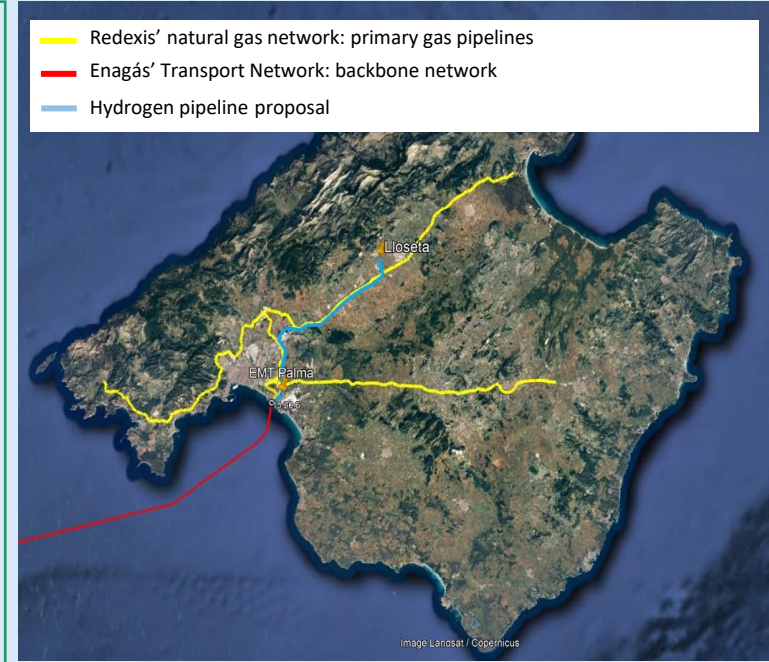 Redexis’ natural gas network: primary gas pipelines
Enagás’ Transport Network: backbone network
Hydrogen pipeline proposal
Lloseta
EMT Palma
Image Landsat / Copernicus